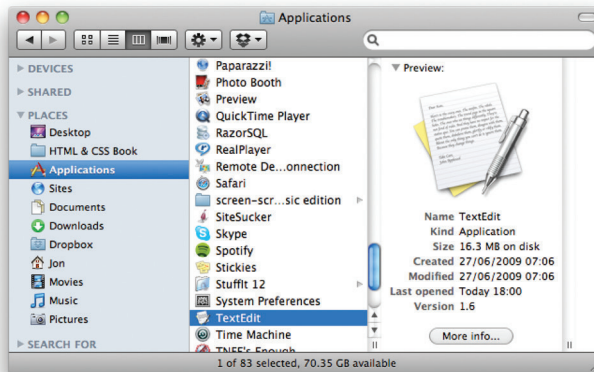 Applications
DEVICES
SHARED
PLACES
Desktop
HTML & CSS Book
Applications
Sites
Documents
Downloads
Dropbox
Jon
Movies
Music
Pictures
SEARCH FOR
Paparazzi!
Photo Booth
Preview
QuickTime Player
RazorSQL
RealPlayer
Remote De...onnection
Safari
screen-scr...sic edition
SiteSucker
Skype
Spotify
Stickies
StuffIt 12
System Preferences
TextEdit
Time Machine
Preview:
Name TextEdit
Kind Application
Size 16.3 MB on disk
Created 27/06/2009 07:06
Modified 27/06/2009 07:06
Last opened Today 18:00
Version 1.6
More info...
1 of 83 selected, 70.35 GB available